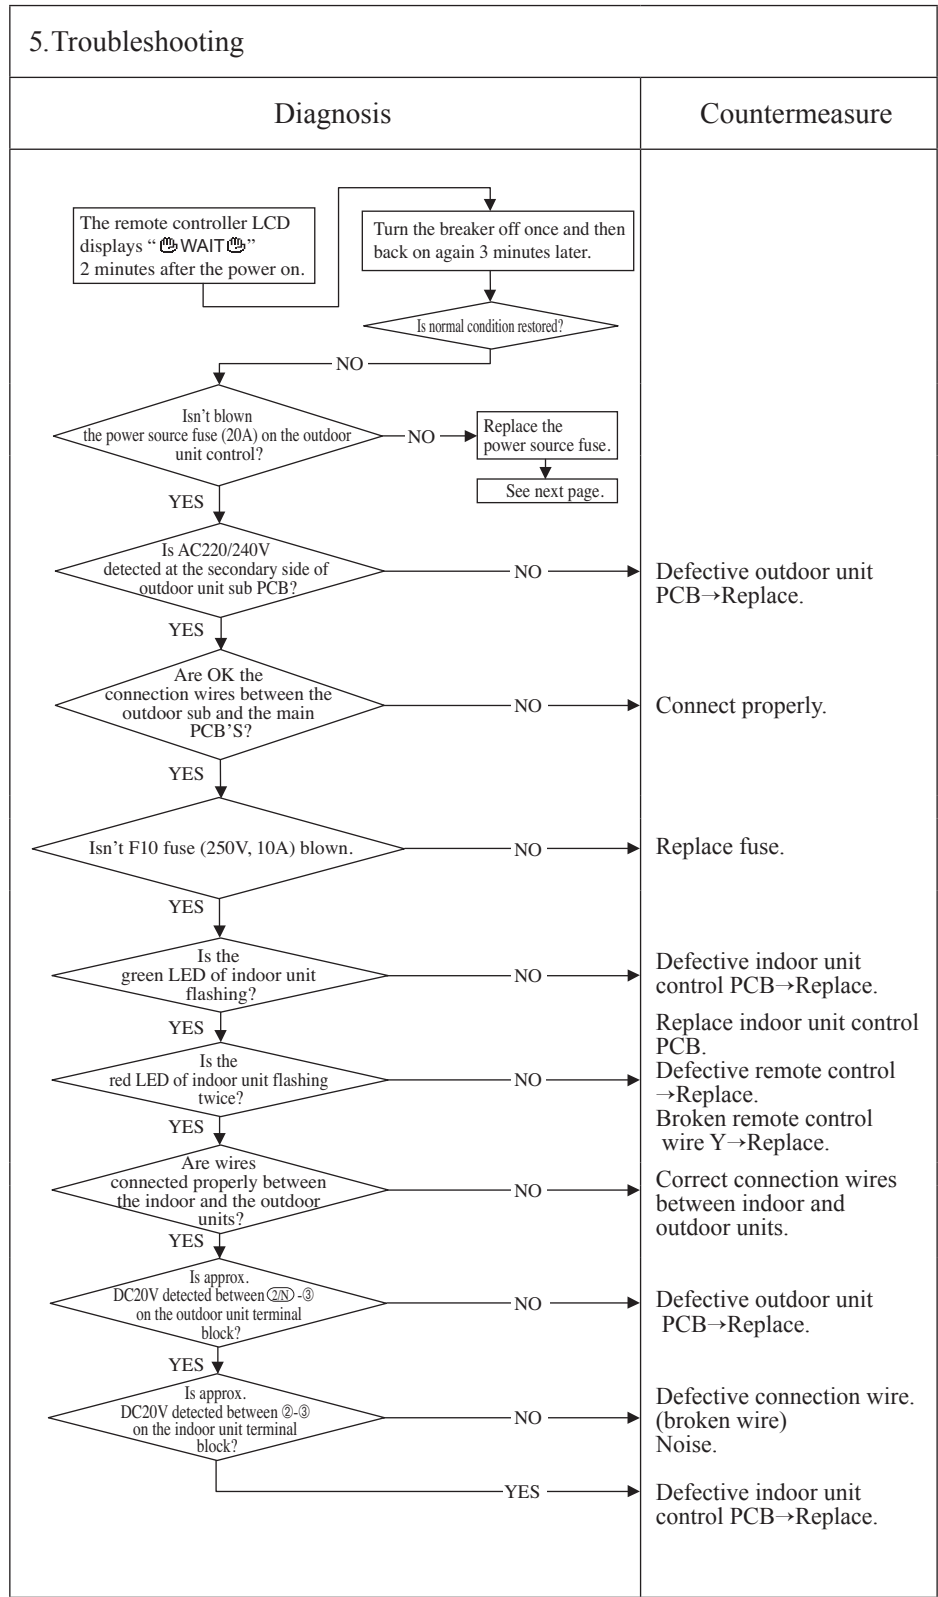 5.Troubleshooting
Diagnosis
Countermeasure
The remote controller LCD
displays “ WAIT ”
2 minutes after the power on.
Turn the breaker off once and then
back on again 3 minutes later.
Is normal condition restored?
NO
Isn’t blown
the power source fuse (20A) on the outdoor
unit control?
NO
Replace the
power source fuse.
See next page.
YES
Is AC220/240V
detected at the secondary side of
outdoor unit sub PCB?
NO
Defective outdoor unit
PCB→Replace.
YES
Are OK the
connection wires between the
outdoor sub and the main
PCB’S?
NO
Connect properly.
YES
Isn’t F10 fuse (250V, 10A) blown.
NO
Replace fuse.
YES
Is the
green LED of indoor unit
flashing?
NO
Defective indoor unit
control PCB→Replace.
YES
Is the
red LED of indoor unit flashing
twice?
NO
Replace indoor unit control
PCB.
Defective remote control
→Replace.
Broken remote control
wire Y→Replace.
YES
Are wires
connected properly between
the indoor and the outdoor
units?
NO
Correct connection wires
between indoor and
outdoor units.
YES
Is approx.
DC20V detected between 2/N -③
on the outdoor unit terminal
block?
NO
Defective outdoor unit
PCB→Replace.
YES
Is approx.
DC20V detected between ②-③
on the indoor unit terminal
block?
NO
Defective connection wire.
(broken wire)
Noise.
YES
Defective indoor unit
control PCB→Replace.